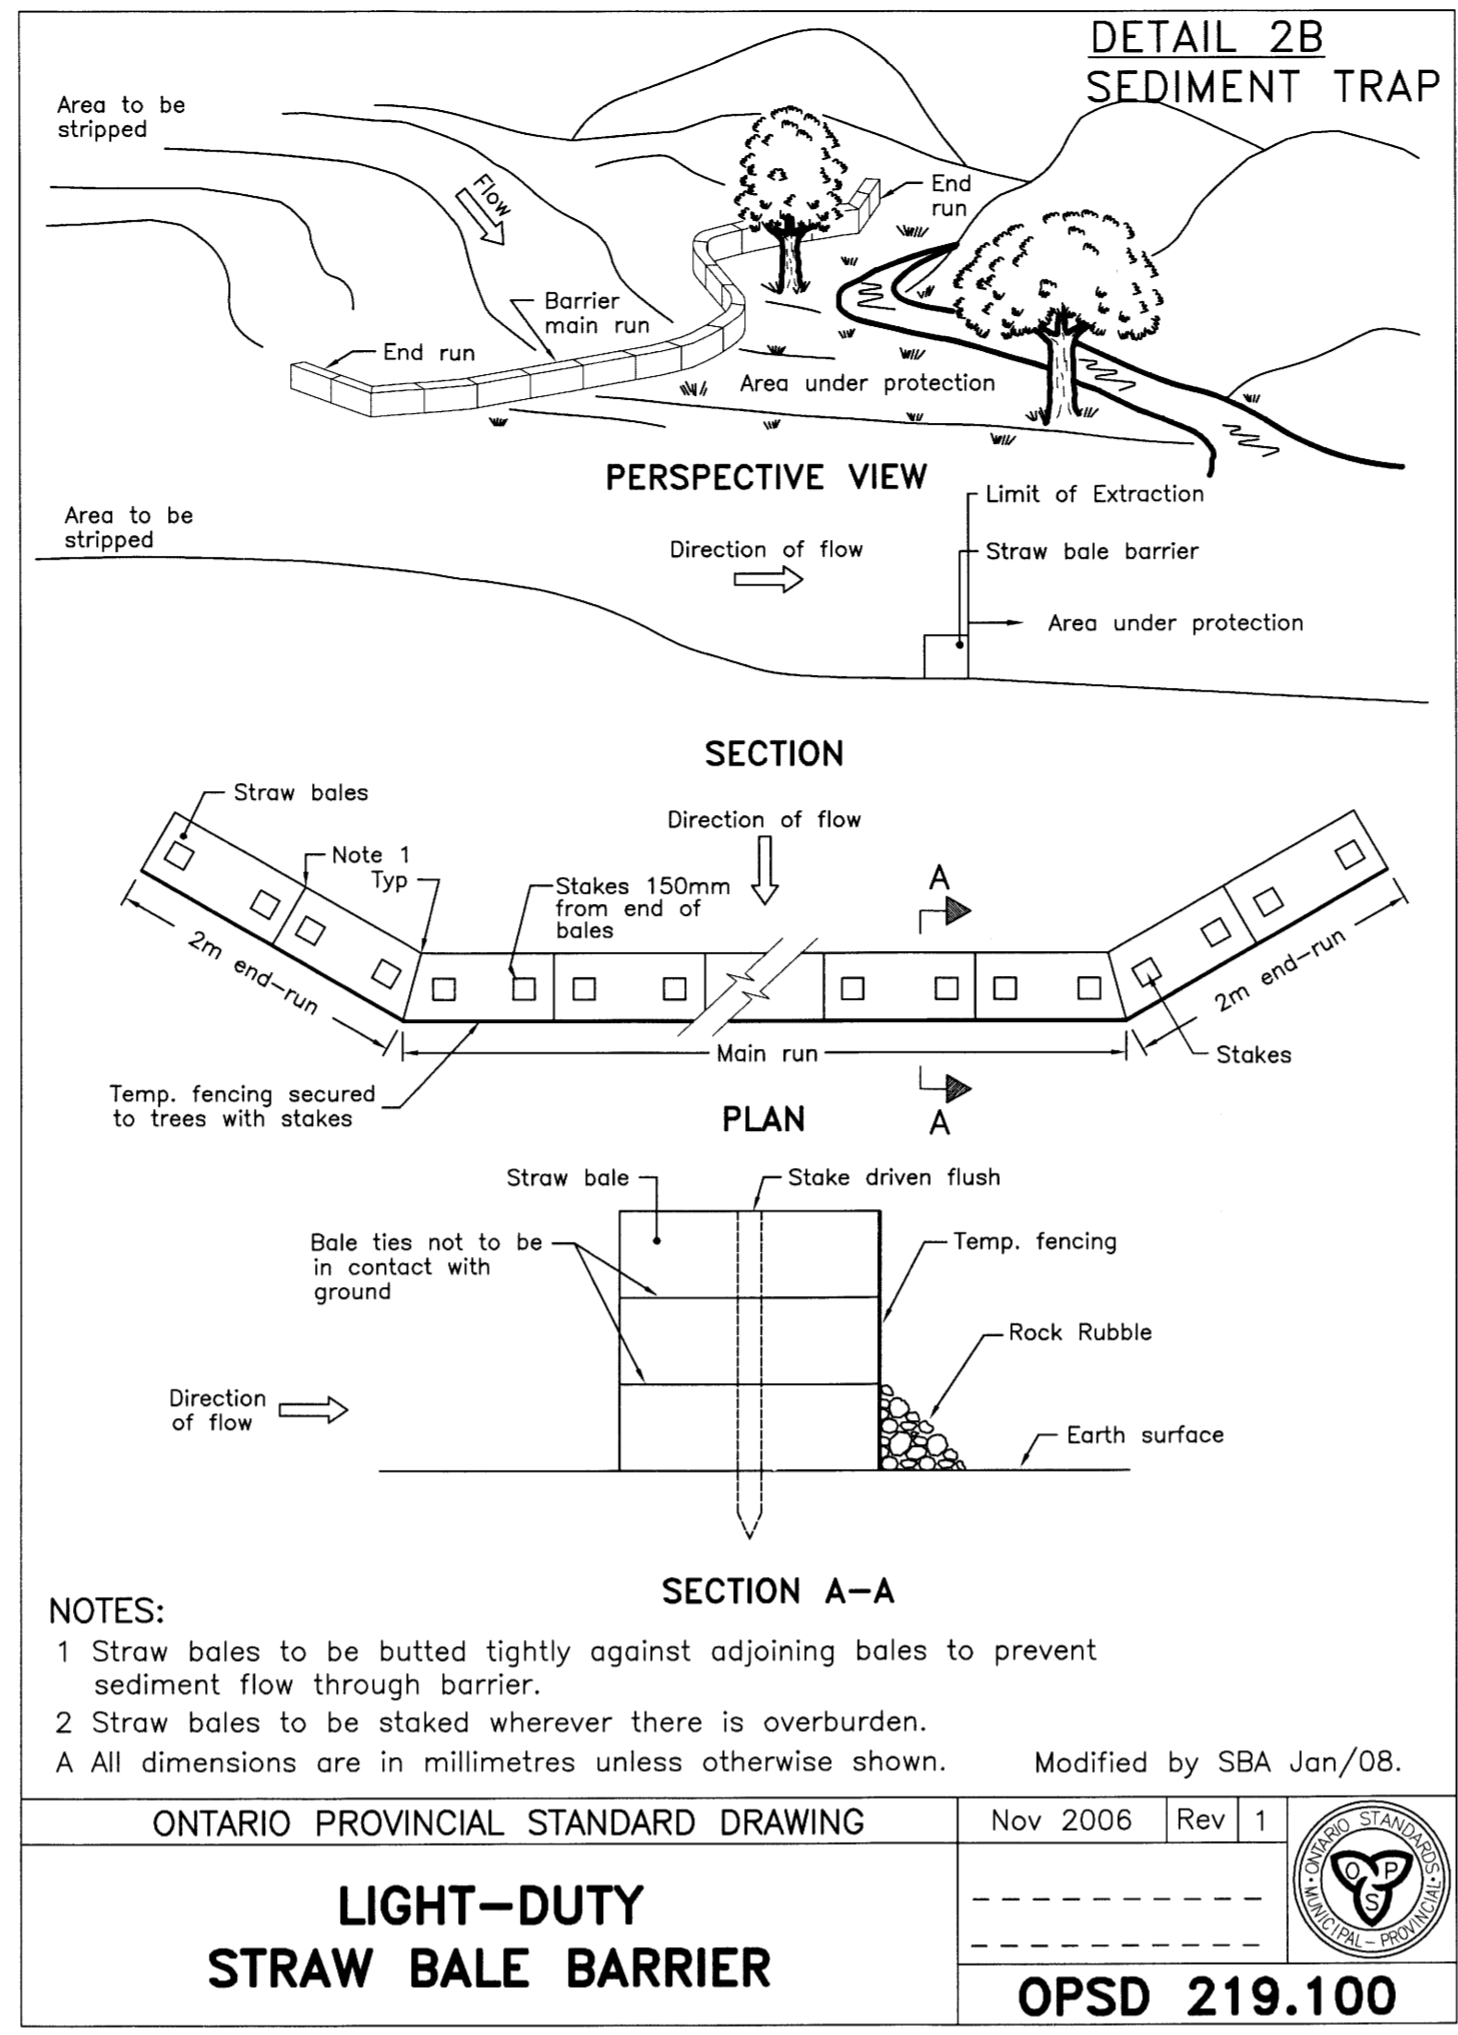 DETAIL 2B
SEDIMENT TRAP
Area to be
stripped
Flow
End
run
Barrier
main run
End run
Area under protection
PERSPECTIVE VIEW
Limit of Extraction
Area to be
stripped
Direction of flow
Straw bale barrier
Area under protection
SECTION
Straw bales
Direction of flow
Note 1
Typ
Stakes 150mm
from end of
bales
A
2m end-run
2m end-run
Main run
Stakes
Temp. fencing secured
to trees with stakes
A
PLAN
Straw bale
Stake driven flush
Bale ties not to be
in contact with
ground
Temp. fencing
Rock Rubble
Direction
of flow
Earth surface
SECTION A-A
NOTES:
1 Straw bales to be butted tightly against adjoining bales to prevent
sediment flow through barrier.
2 Straw bales to be staked wherever there is overburden.
A All dimensions are in millimetres unless otherwise shown.
Modified by SBA Jan/08.
ONTARIO PROVINCIAL STANDARD DRAWING
Nov 2006
Rev
1
LIGHT-DUTY
STRAW BALE BARRIER
ONTARIO STANDARDS
MUNICIPAL-PROVINCIAL
O P
S
OPSD 219.100